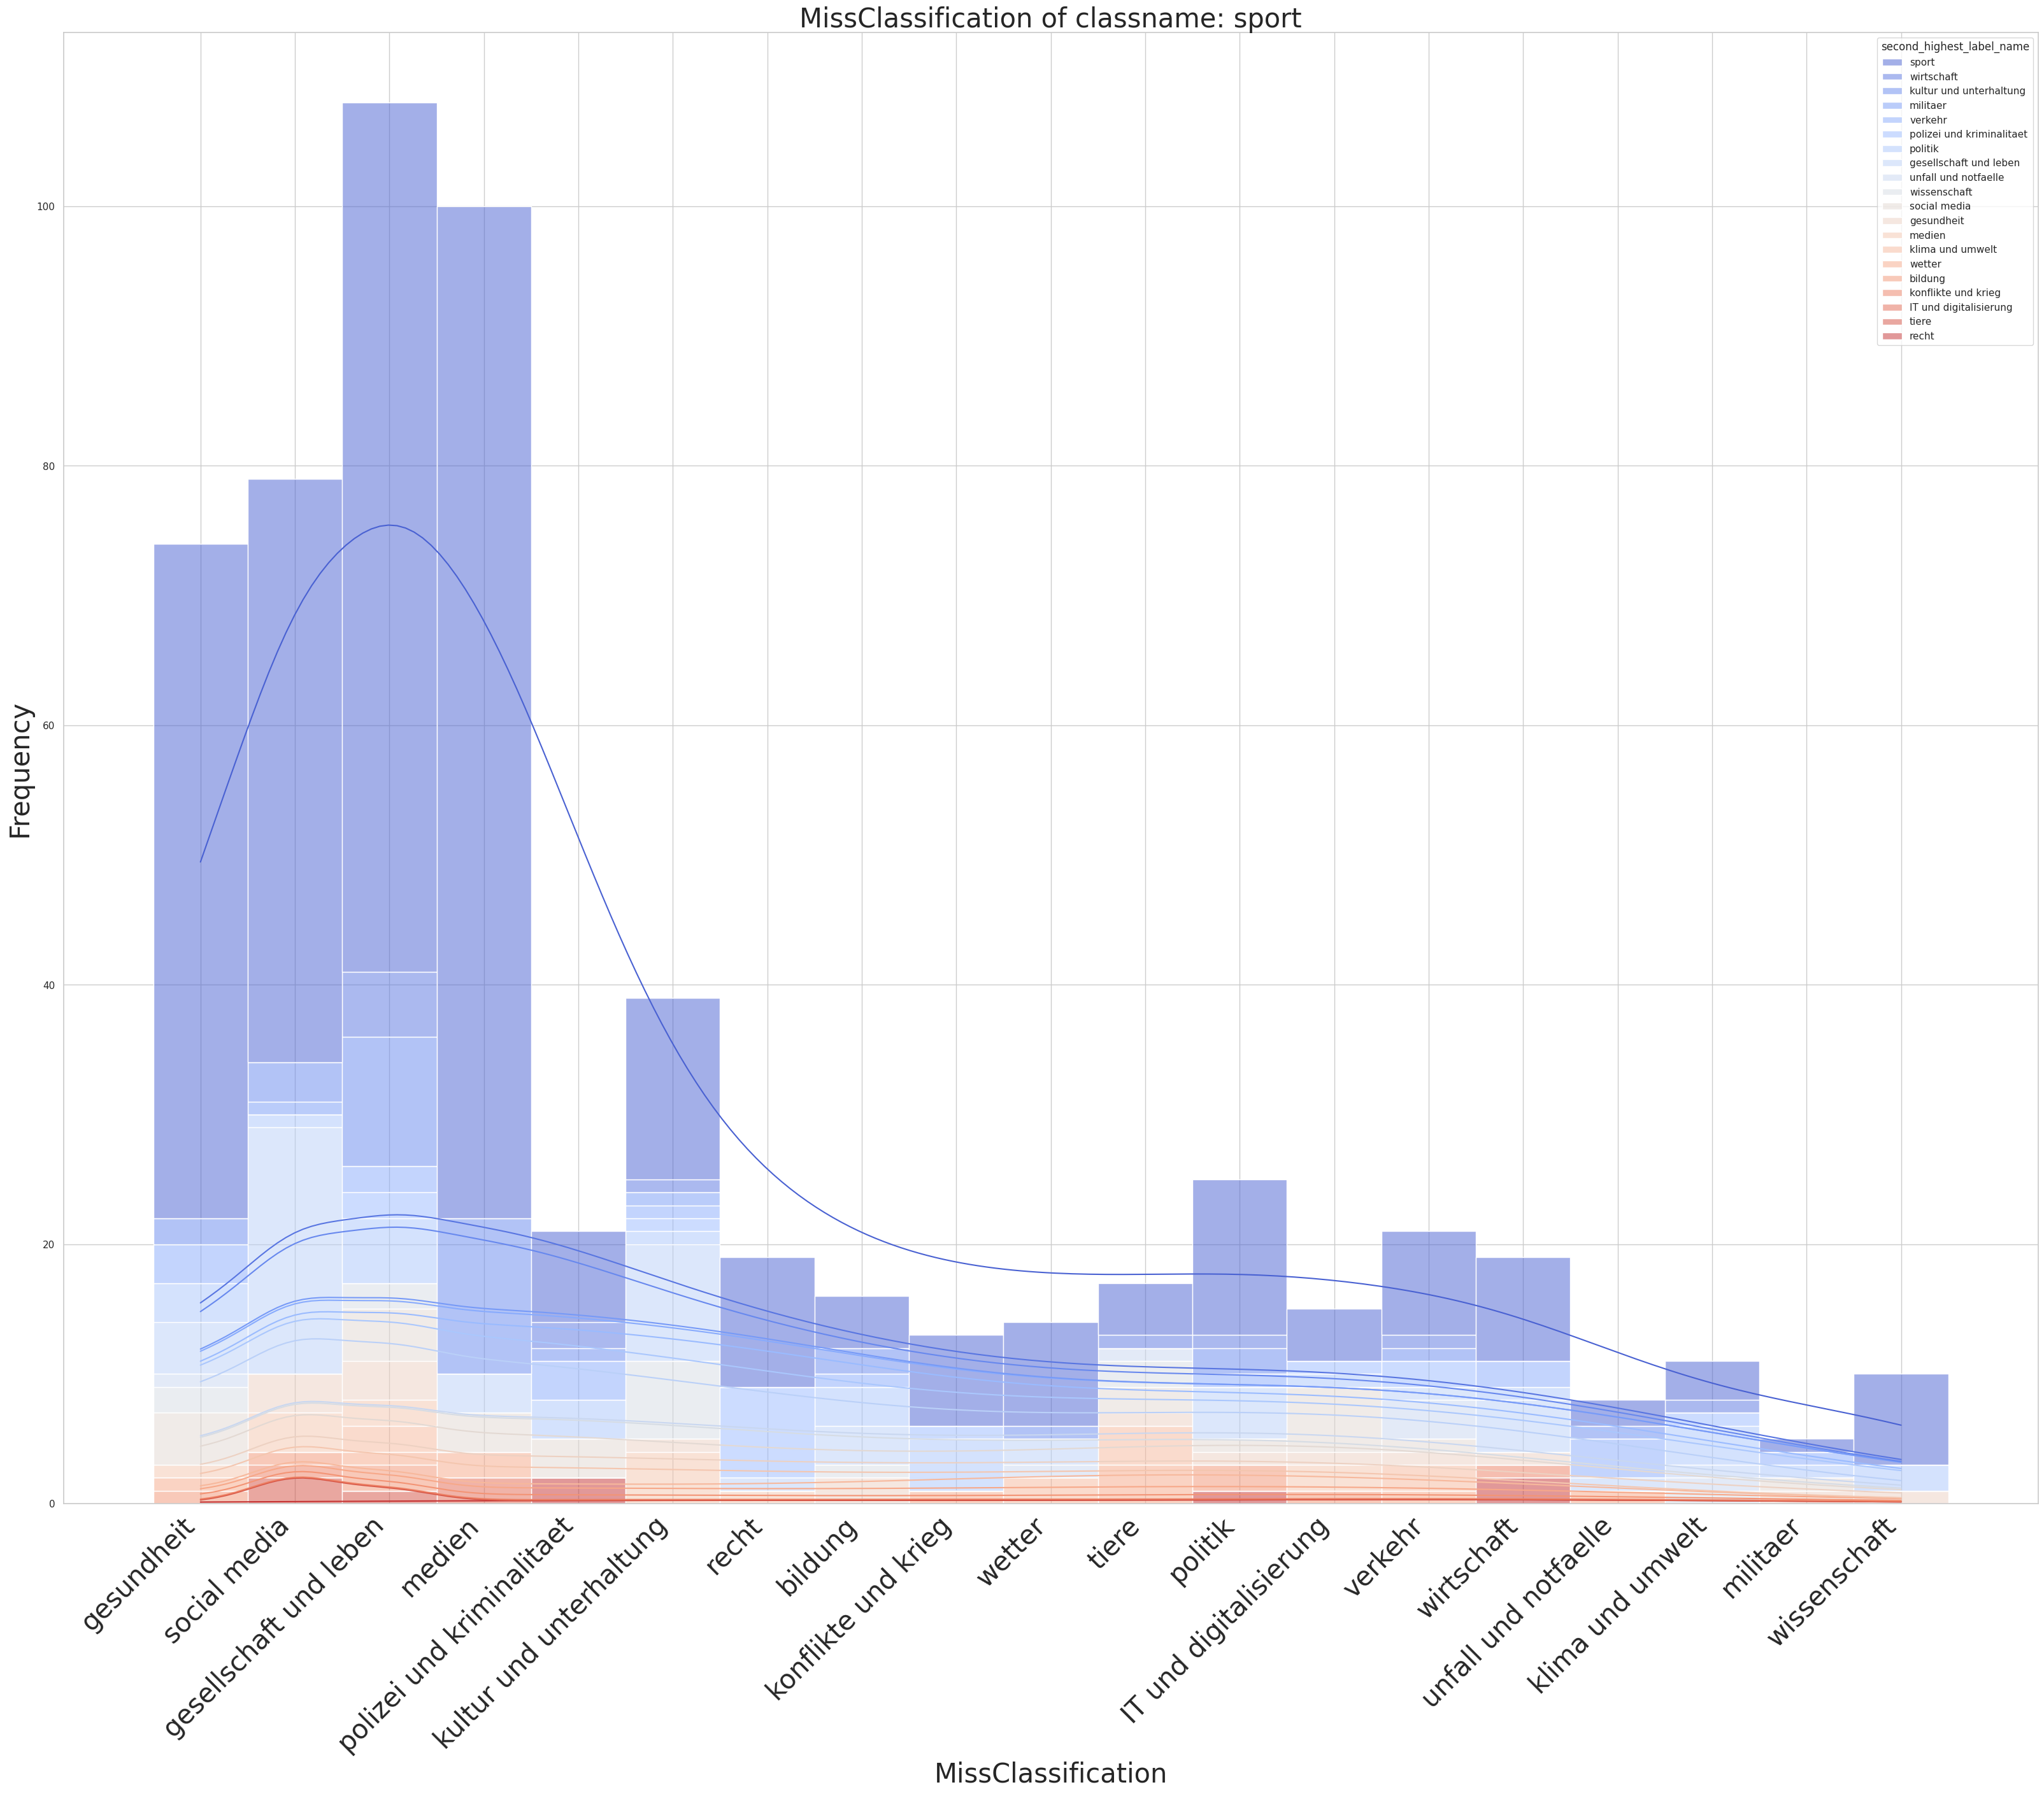 MissClassification of classname: sport
second_highest_label_name
sport
wirtschaft
kultur und unterhaltung
militaer
verkehr
polizei und kriminalitaet
politik
gesellschaft und leben
unfall und notfaelle
wissenschaft
social media
gesundheit
medien
klima und umwelt
wetter
bildung
konflikte und krieg
IT und digitalisierung
tiere
recht
Frequency
100
80
60
40
20
0
gesundheit
social media
gesellschaft und leben
medien
polizei und kriminalitaet
kultur und unterhaltung
recht
bildung
konflikte und krieg
wetter
tiere
politik
IT und digitalisierung
verkehr
wirtschaft
unfall und notfaelle
klima und umwelt
militaer
wissenschaft
MissClassification